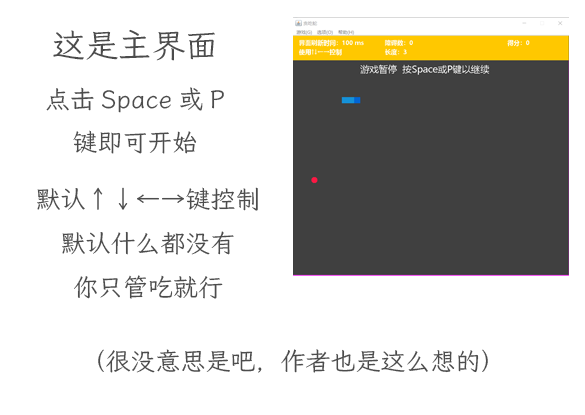 这是主界面
点击 Space 或 P
键即可开始
默认↑↓←→键控制
默认什么都没有
你只管吃就行
(很没意思是吧，作者也是这么想的)
贪吃蛇
游戏(G) 选项(O) 帮助(H)
界面刷新时间：100 ms
障碍数：0
得分：0
使用↑↓←→控制
长度：3
游戏暂停 按Space或P键以继续